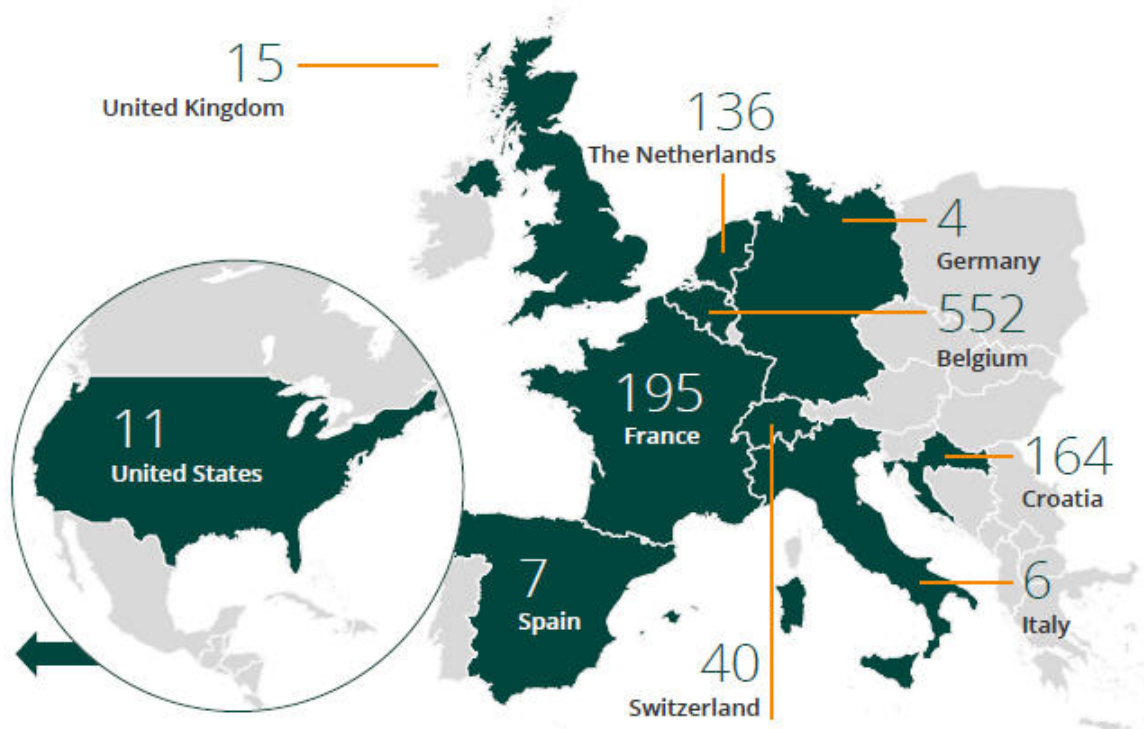 15
United Kingdom
136
The Netherlands
4
Germany
552
Belgium
195
France
11
United States
164
Croatia
7
Spain
6
Italy
40
Switzerland